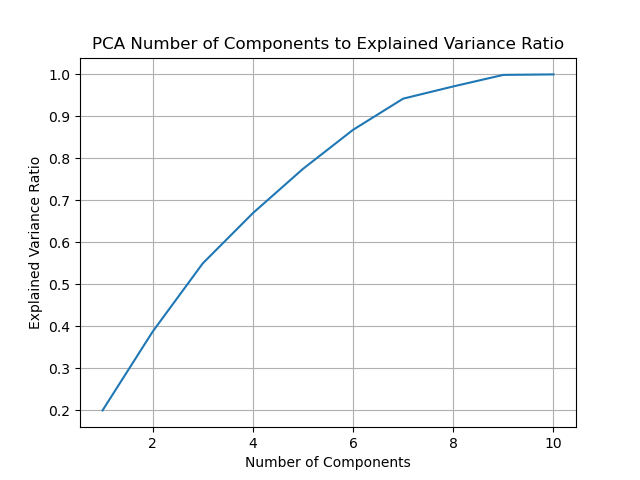 PCA Number of Components to Explained Variance Ratio
1.0
0.9
0.8
0.7
0.6
0.5
0.4
0.3
0.2
Explained Variance Ratio
2 4 6 8 10
Number of Components